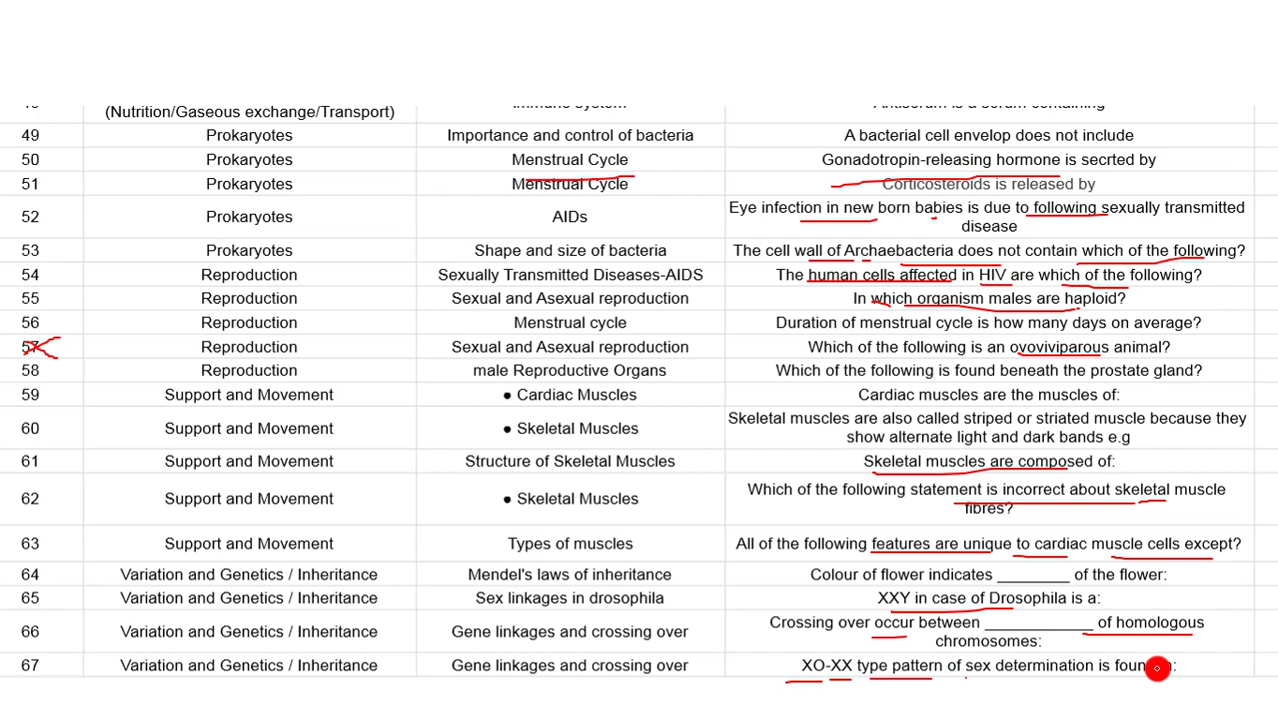 (Nutrition/Gaseous exchange/Transport)
49 Prokaryotes Importance and control of bacteria A bacterial cell envelop does not include
50 Prokaryotes Menstrual Cycle Gonadotropin-releasing hormone is secrted by
51 Prokaryotes Menstrual Cycle Corticosteroids is released by
52 Prokaryotes AIDs Eye infection in new born babies is due to following sexually transmitted
disease
53 Prokaryotes Shape and size of bacteria The cell wall of Archaebacteria does not contain which of the following?
54 Reproduction Sexually Transmitted Diseases-AIDS The human cells affected in HIV are which of the following?
55 Reproduction Sexual and Asexual reproduction In which organism males are haploid?
56 Reproduction Menstrual cycle Duration of menstrual cycle is how many days on average?
57 Reproduction Sexual and Asexual reproduction Which of the following is an ovoviviparous animal?
58 Reproduction male Reproductive Organs Which of the following is found beneath the prostate gland?
59 Support and Movement • Cardiac Muscles Cardiac muscles are the muscles of:
60 Support and Movement • Skeletal Muscles Skeletal muscles are also called striped or striated muscle because they
show alternate light and dark bands e.g
61 Support and Movement Structure of Skeletal Muscles Skeletal muscles are composed of:
62 Support and Movement • Skeletal Muscles Which of the following statement is incorrect about skeletal muscle
fibres?
63 Support and Movement Types of muscles All of the following features are unique to cardiac muscle cells except?
64 Variation and Genetics / Inheritance Mendel's laws of inheritance Colour of flower indicates ________ of the flower:
65 Variation and Genetics / Inheritance Sex linkages in drosophila XXY in case of Drosophila is a:
66 Variation and Genetics / Inheritance Gene linkages and crossing over Crossing over occur between ____________ of homologous
chromosomes:
67 Variation and Genetics / Inheritance Gene linkages and crossing over XO-XX type pattern of sex determination is